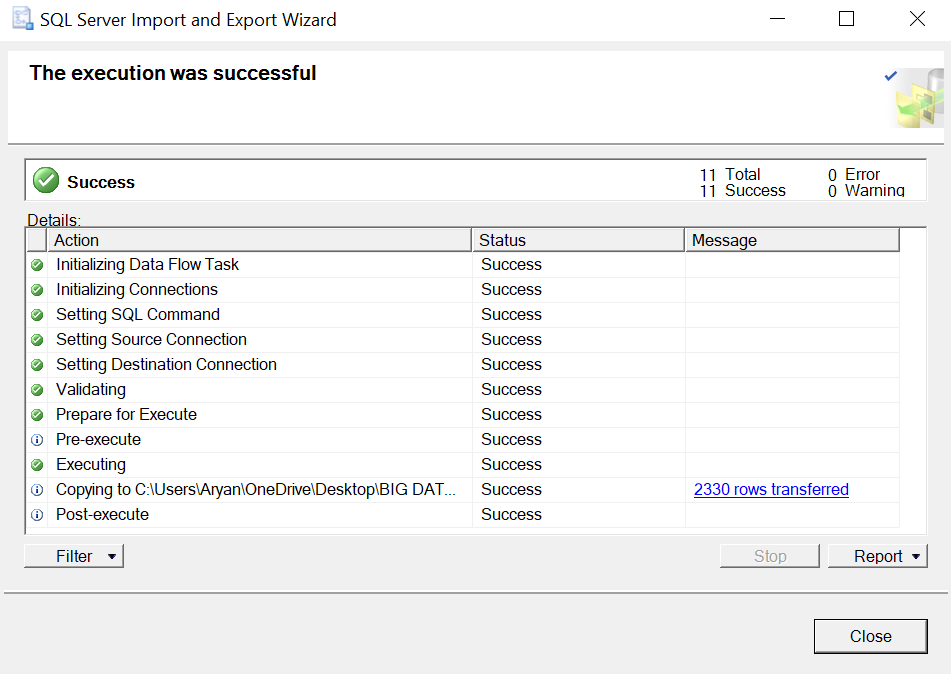 SQL Server Import and Export Wizard
The execution was successful
Success
11 Total 0 Error
11 Success 0 Warning
Details:
Action Status Message
Initializing Data Flow Task Success
Initializing Connections Success
Setting SQL Command Success
Setting Source Connection Success
Setting Destination Connection Success
Validating Success
Prepare for Execute Success
Pre-execute Success
Executing Success
Copying to C:\Users\Aryan\OneDrive\Desktop\BIG DAT... Success 2330 rows transferred
Post-execute Success
Filter Stop Report
Close